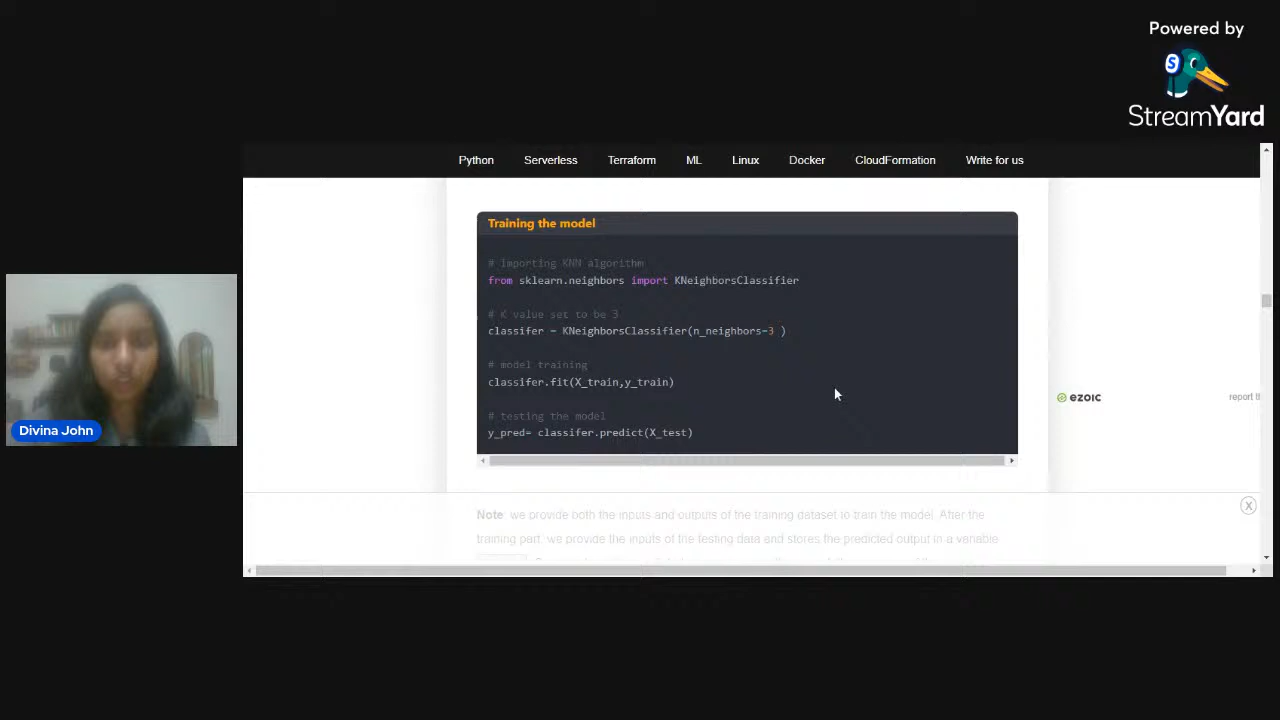 Powered by
S
StreamYard
Python Serverless Terraform ML Linux Docker CloudFormation Write for us
Training the model
# importing KNN algorithm
from sklearn.neighbors import KNeighborsClassifier
# K value set to be 3
classifer = KNeighborsClassifier(n_neighbors=3 )
# model training
classifer.fit(X_train,y_train)
# testing the model
y_pred= classifer.predict(X_test)
ezoic
report th
Divina John
X
Note: we provide both the inputs and outputs of the training dataset to train the model. After the
training part, we provide the inputs of the testing data and stores the predicted output in a variable